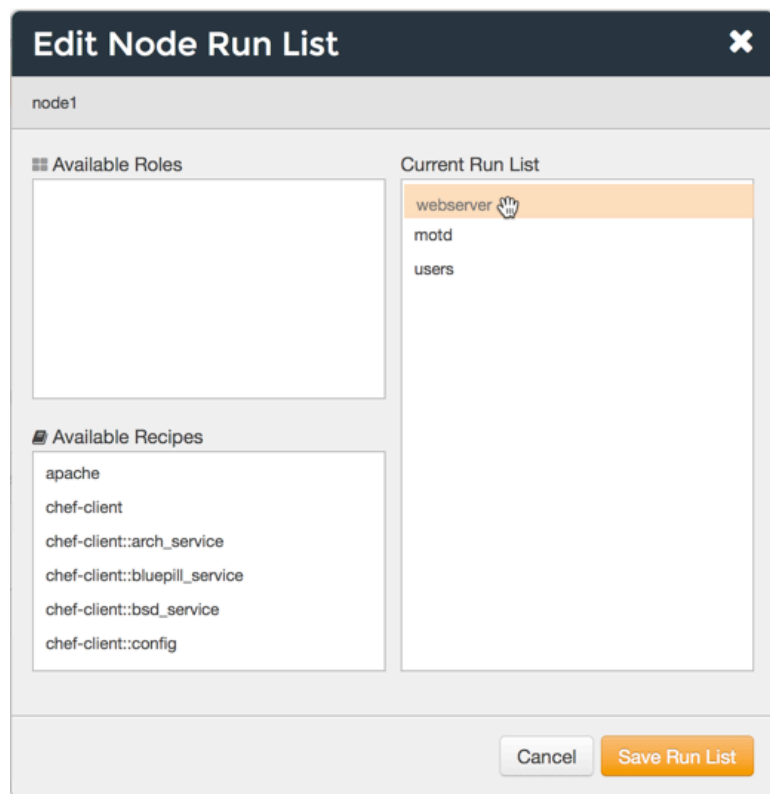 Edit Node Run List
node1
Available Roles
Current Run List
webserver
motd
users
Available Recipes
apache
chef-client
chef-client::arch_service
chef-client::bluepill_service
chef-client::bsd_service
chef-client::config
Cancel
Save Run List